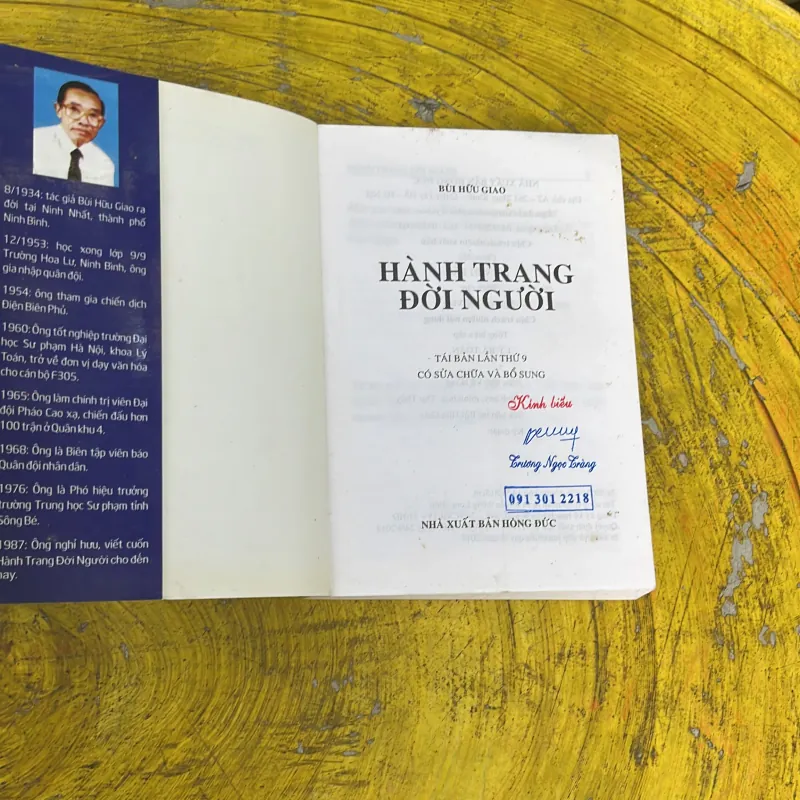 8/1934: tác giả Bùi Hữu Giao ra
đời tại Ninh Nhất, thành phố
Ninh Bình.
12/1953: học xong lớp 9/9
Trường Hoa Lư, Ninh Bình, ông
gia nhập quân đội.
1954: ông tham gia chiến dịch
Điện Biên Phủ.
1960: Ông tốt nghiệp trường Đại
học Sư phạm Hà Nội, khoa Lý
Toán, trở về đơn vị dạy văn hóa
cho cán bộ F305.
1965: Ông làm chính trị viên Đại
đội Pháo Cao xạ, chiến đấu hơn
100 trận ở Quân khu 4.
1968: Ông là Biên tập viên báo
Quân đội nhân dân.
1976: Ông là Phó hiệu trưởng
trường Trung học Sư phạm tỉnh
Sông Bé.
1987: Ông nghỉ hưu, viết cuốn
Hành Trang Đời Người cho đến
nay.
BÙI HỮU GIAO
HÀNH TRANG
ĐỜI NGƯỜI
TÁI BẢN LẦN THỨ 9
CÓ SỬA CHỮA VÀ BỔ SUNG
Kính biếu
Trương Ngọc Tràng
091 301 2218
NHÀ XUẤT BẢN HỒNG ĐỨC